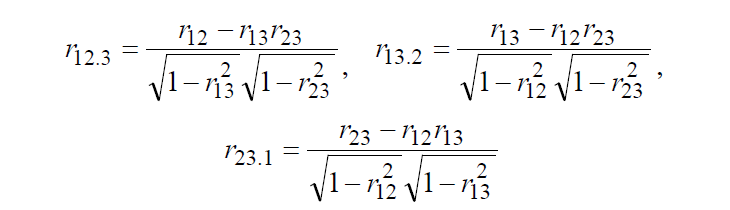 r₁₂.₃ = (r₁₂ − r₁₃r₂₃) / (√(1 − r₁₃²) √(1 − r₂₃²)), r₁₃.₂ = (r₁₃ − r₁₂r₂₃) / (√(1 − r₁₂²) √(1 − r₂₃²)),
r₂₃.₁ = (r₂₃ − r₁₂r₁₃) / (√(1 − r₁₂²) √(1 − r₁₃²))